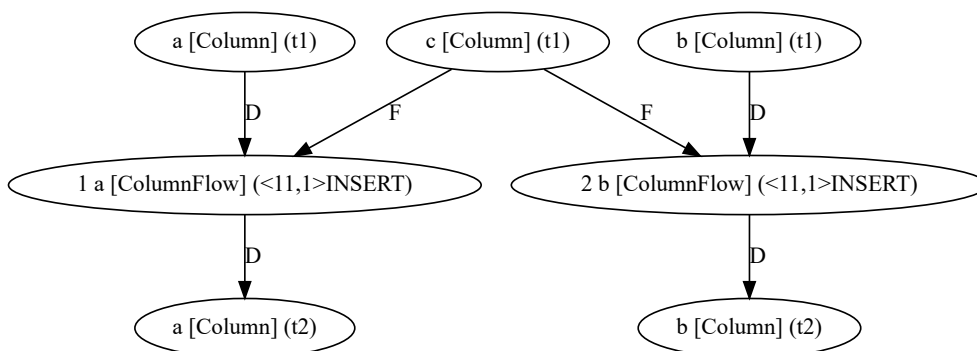 a [Column] (t1)
c [Column] (t1)
b [Column] (t1)
D
F
F
D
1 a [ColumnFlow] (<11,1>INSERT)
2 b [ColumnFlow] (<11,1>INSERT)
D
D
a [Column] (t2)
b [Column] (t2)